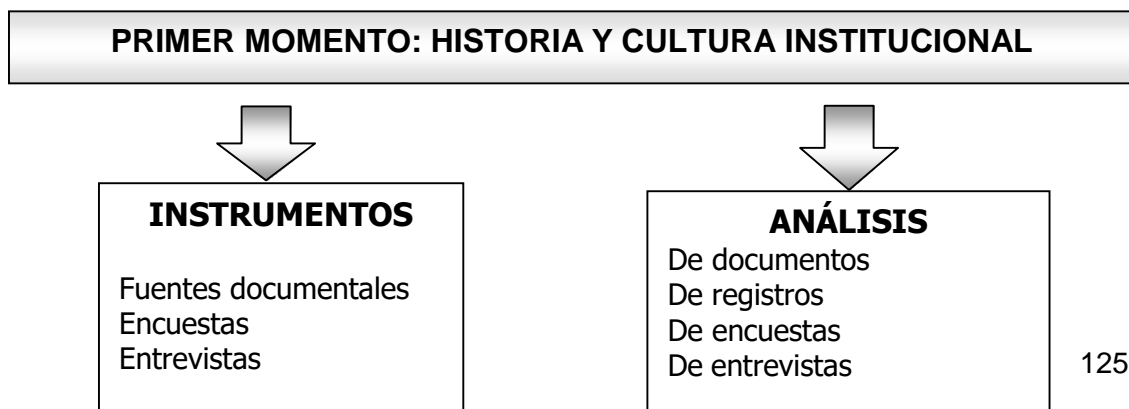 PRIMER MOMENTO: HISTORIA Y CULTURA INSTITUCIONAL
INSTRUMENTOS
Fuentes documentales
Encuestas
Entrevistas
ANÁLISIS
De documentos
De registros
De encuestas
De entrevistas
125